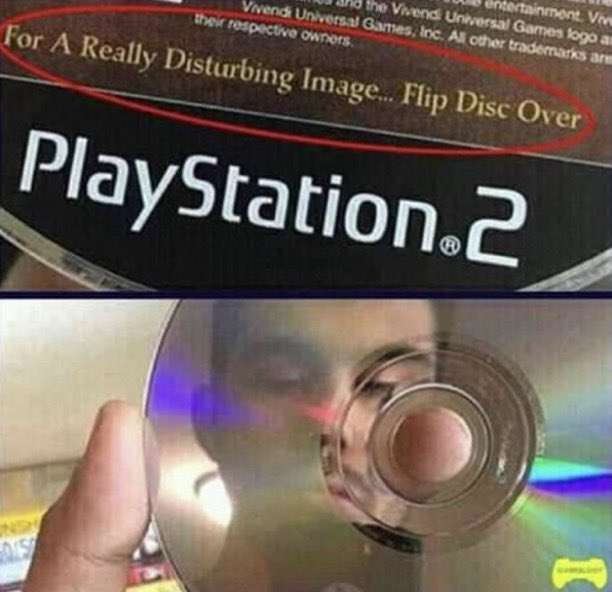 entertainment.
and the Vivendi Universal Games logo
Vivendi Universal Games, Inc. All other trademarks are
their respective owners.
For A Really Disturbing Image... Flip Disc Over
PlayStation®2